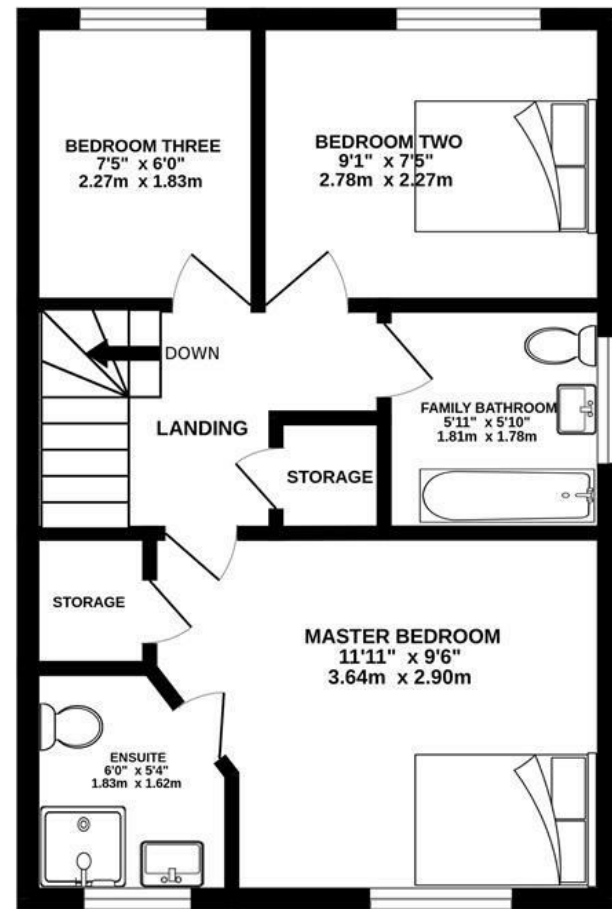 BEDROOM THREE
7'5" x 6'0"
2.27m x 1.83m
BEDROOM TWO
9'1" x 7'5"
2.78m x 2.27m
DOWN
LANDING
FAMILY BATHROOM
5'11" x 5'10"
1.81m x 1.78m
STORAGE
STORAGE
MASTER BEDROOM
11'11" x 9'6"
3.64m x 2.90m
ENSUITE
6'0" x 5'4"
1.83m x 1.62m